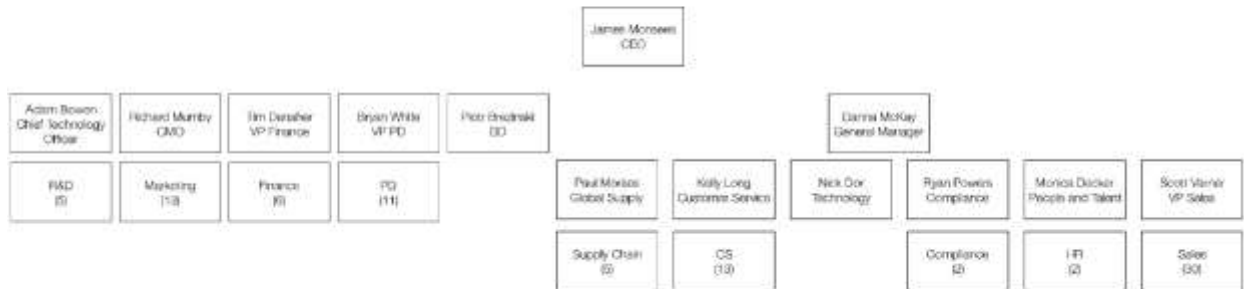 James Monsees
CEO
Adam Bowen
Chief Technology
Officer
Richard Mumby
CMO
Tim Danaher
VP Finance
Bryan White
VP PD
Danna McKay
General Manager
R&D
(5)
Marketing
(13)
Finance
(6)
PD
(11)
Paul Moraes
Global Supply
Kelly Long
Customer Service
Nick Dor
Technology
Ryan Powers
Compliance
Monica Decker
People and Talent
Scott Varner
VP Sales
Supply Chain
(5)
CS
(13)
Compliance
(2)
HR
(2)
Sales
(30)